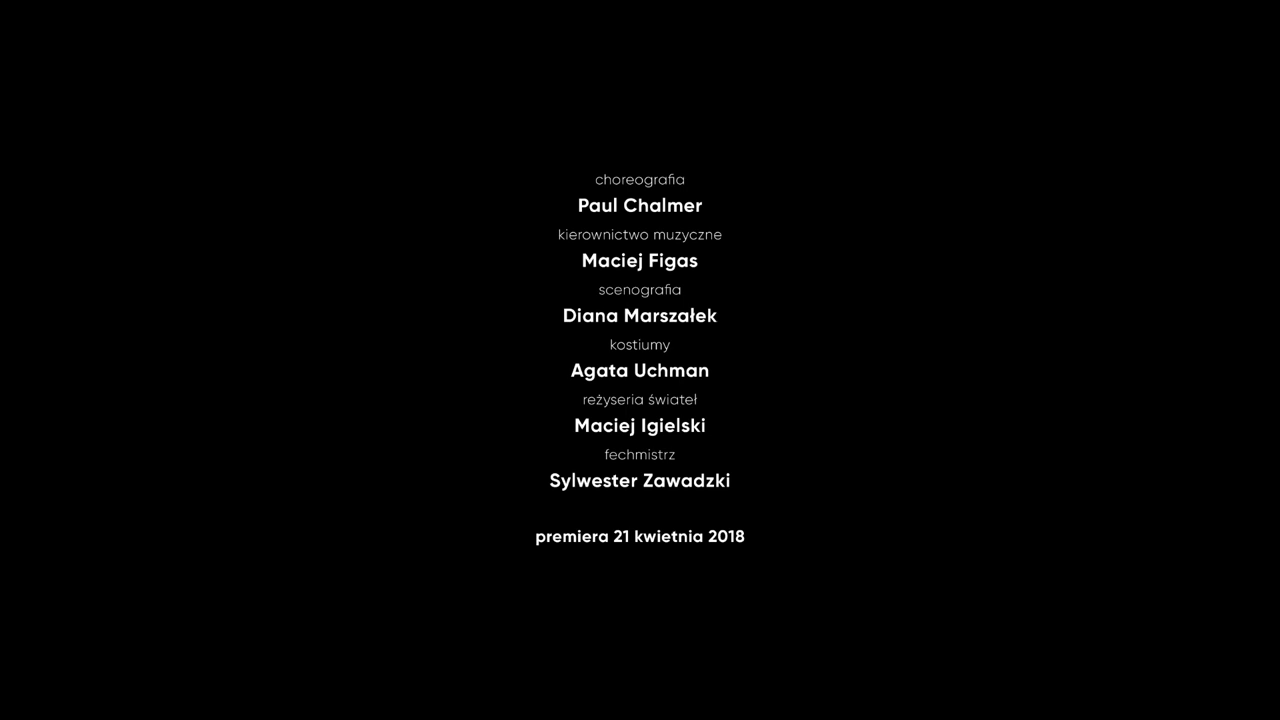 choreografia
Paul Chalmer
kierownictwo muzyczne
Maciej Figas
scenografia
Diana Marszałek
kostiumy
Agata Uchman
reżyseria świateł
Maciej Igielski
fechmistrz
Sylwester Zawadzki
premiera 21 kwietnia 2018